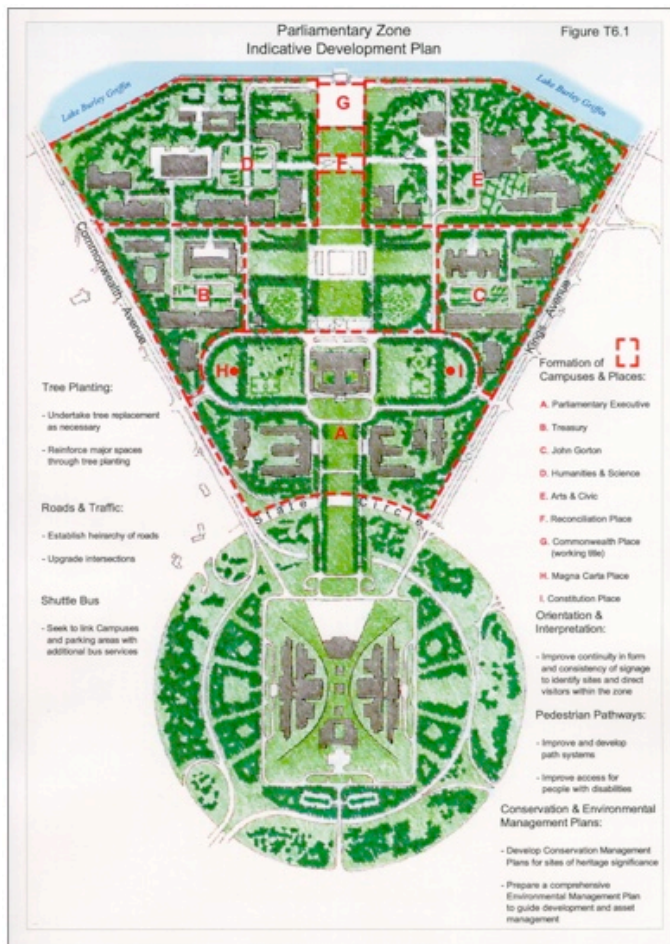 Parliamentary Zone
Indicative Development Plan
Figure T6.1
Lake Burley Griffin
Lake Burley Griffin
G
F
D
E
Commonwealth Avenue
Kings Avenue
B
C
H
I
A
State Circle
Tree Planting:
- Undertake tree replacement
as necessary
- Reinforce major spaces
through tree planting
Roads & Traffic:
- Establish heirarchy of roads
- Upgrade intersections
Shuttle Bus
- Seek to link Campuses
and parking areas with
additional bus services
Formation of
Campuses & Places:
A. Parliamentary Executive
B. Treasury
C. John Gorton
D. Humanities & Science
E. Arts & Civic
F. Reconciliation Place
G. Commonwealth Place
(working title)
H. Magna Carta Place
I. Constitution Place
Orientation &
Interpretation:
- Improve continuity in form
and consistency of signage
to identify sites and direct
visitors within the zone
Pedestrian Pathways:
- Improve and develop
path systems
- Improve access for
people with disabilities
Conservation & Environmental
Management Plans:
- Develop Conservation Management
Plans for sites of heritage significance
- Prepare a comprehensive
Environmental Management Plan
to guide development and asset
management